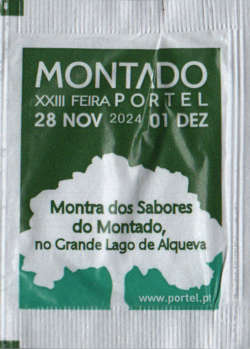 MONTADO
XXIII FEIRA PORTEL
28 NOV 2024 01 DEZ
Montra dos Sabores
do Montado,
no Grande Lago de Alqueva
www.portel.pt